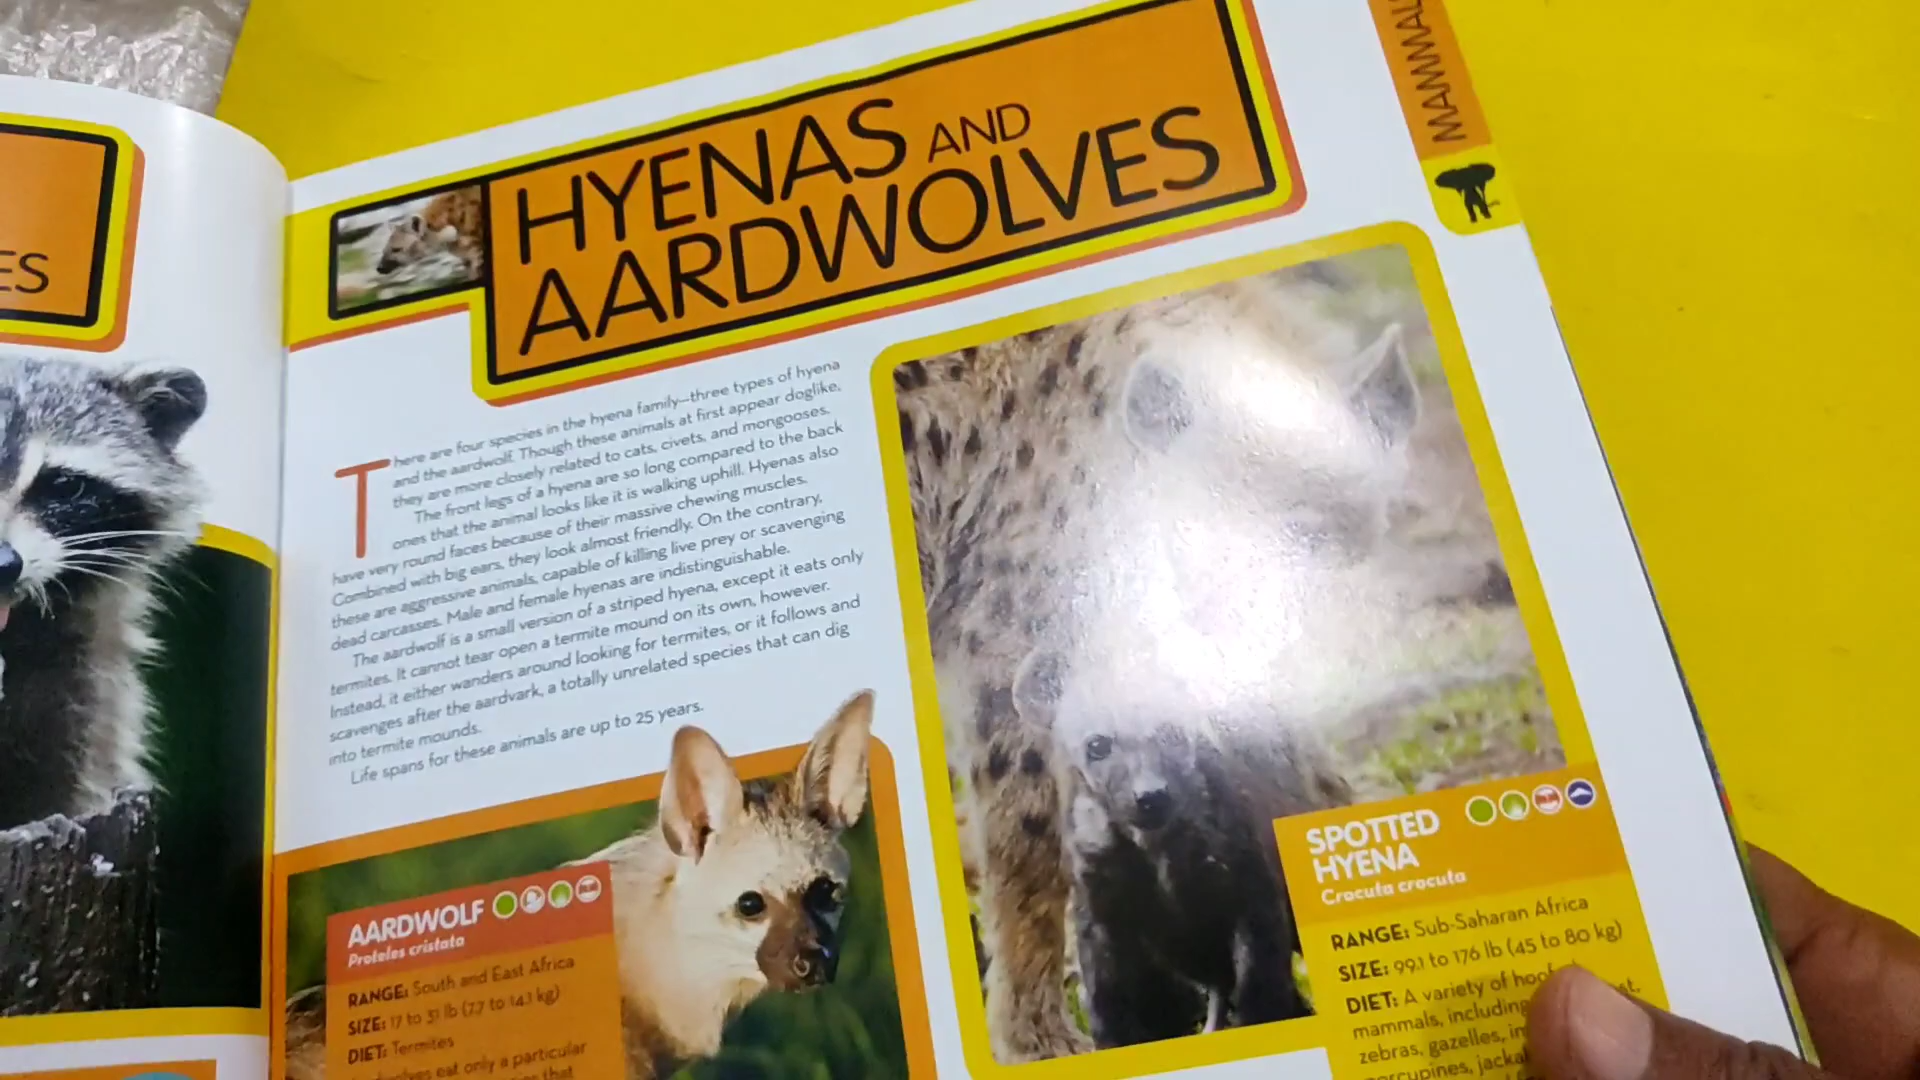 ES
MAMMALS
HYENAS AND
AARDWOLVES
There are four species in the hyena family—three types of hyena
and the aardwolf. Though these animals at first appear doglike,
they are more closely related to cats, civets, and mongooses.
The front legs of a hyena are so long compared to the back
ones that the animal looks like it is walking uphill. Hyenas also
have very round faces because of their massive chewing muscles.
Combined with big ears, they look almost friendly. On the contrary,
these are aggressive animals, capable of killing live prey or scavenging
dead carcasses. Male and female hyenas are indistinguishable.
The aardwolf is a small version of a striped hyena, except it eats only
termites. It cannot tear open a termite mound on its own, however.
Instead, it either wanders around looking for termites, or it follows and
scavenges after the aardvark, a totally unrelated species that can dig
into termite mounds.
Life spans for these animals are up to 25 years.
AARDWOLF
Proteles cristata
RANGE: South and East Africa
SIZE: 17 to 31 lb (7.7 to 14.1 kg)
DIET: Termites
eat only a particular
that
SPOTTED
HYENA
Crocuta crocuta
RANGE: Sub-Saharan Africa
SIZE: 99.1 to 176 lb (45 to 80 kg)
DIET: A variety of
mammals, including
zebras, gazelles,